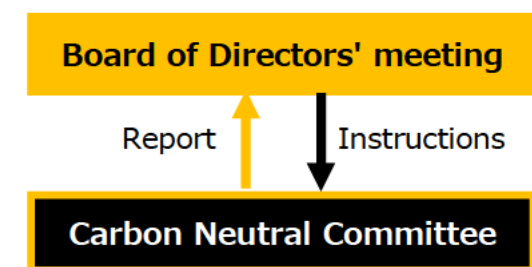 Board of Directors' meeting
Report
Instructions
Carbon Neutral Committee